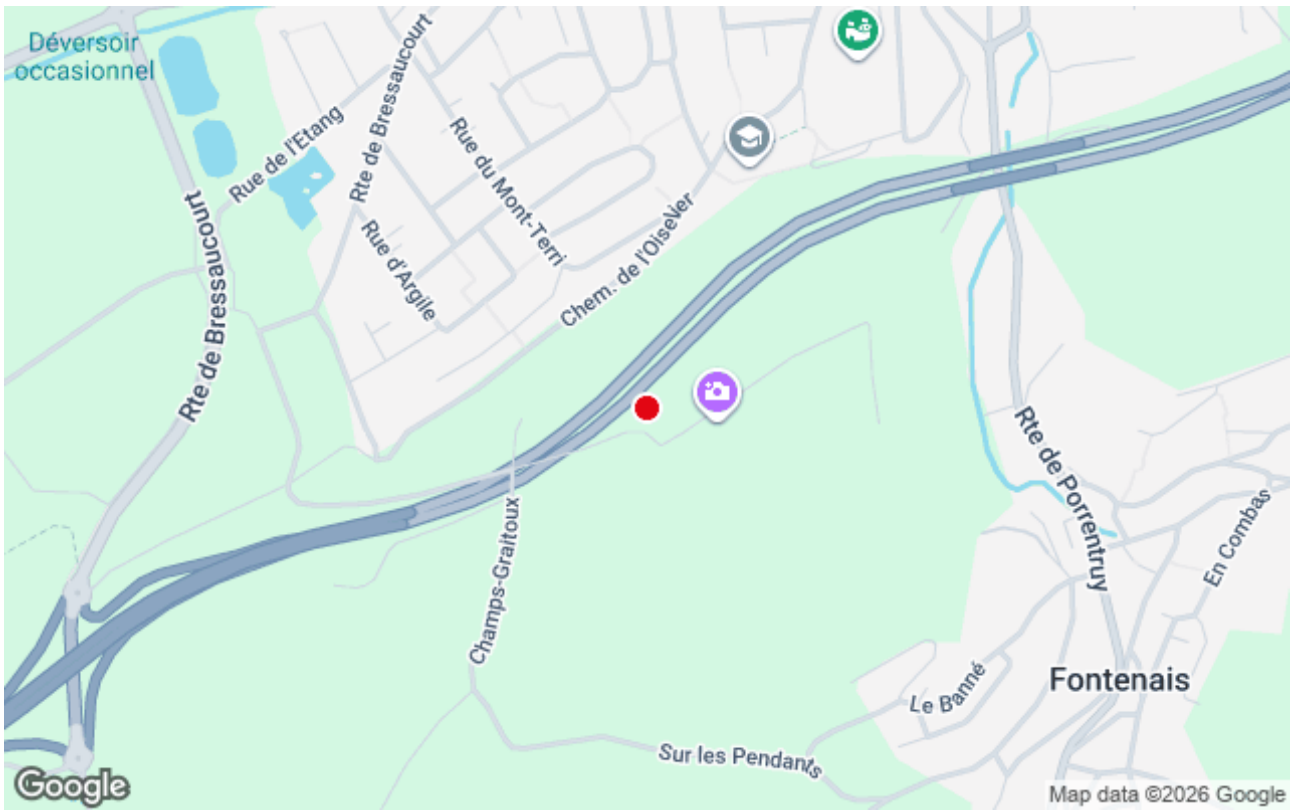 Déversoir
occasionnel
Rte de Bressaucourt
Rue de l'Etang
Rue du Mont-Terri
Rte de Bressaucourt
Rue d'Argile
Chem. de l'OiseVer
Champs-Graitoux
Rte de Porrentruy
En Combas
Fontenais
Le Banné
Sur les Pendants
Google
Map data ©2026 Google